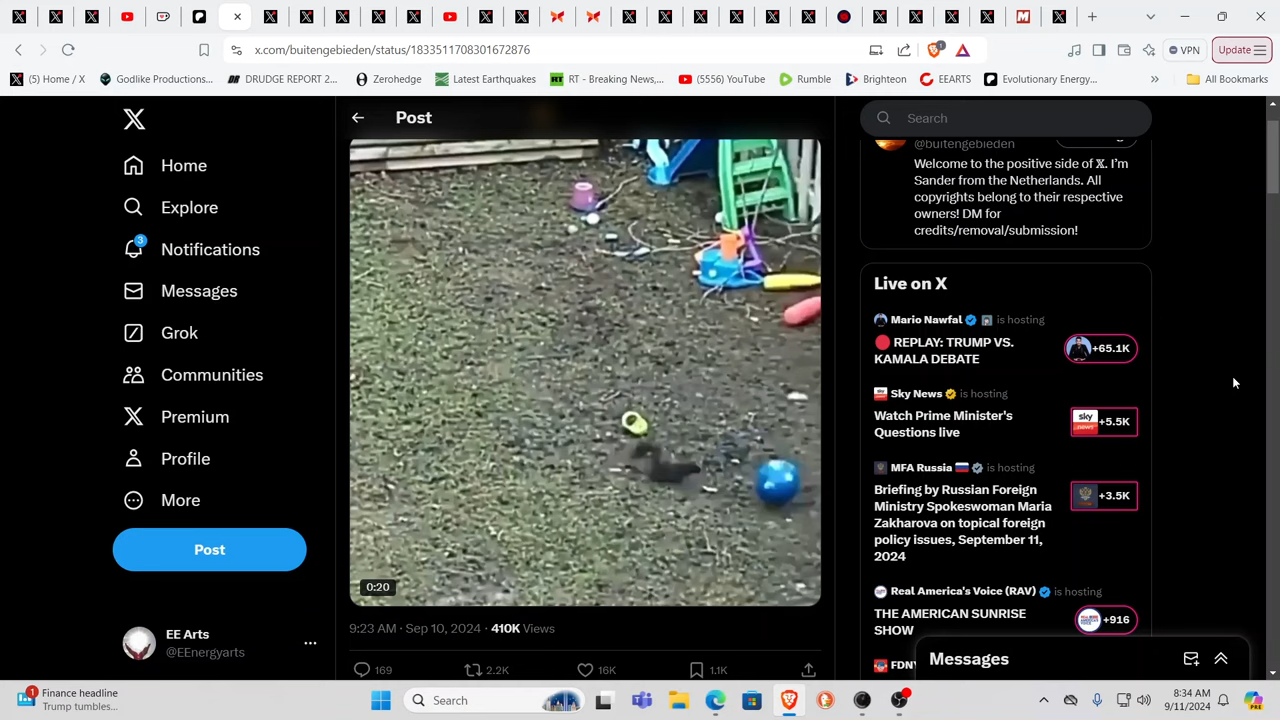 x.com/buitengebieden/status/1833511708301672876
1
VPN
Update
(5) Home / X
Godlike Productions...
DRUDGE REPORT 2...
Zerohedge
Latest Earthquakes
RT - Breaking News,...
(5556) YouTube
Rumble
Brighteon
EEARTS
Evolutionary Energy...
All Bookmarks
Home
Explore
3
Notifications
Messages
Grok
Communities
Premium
Profile
More
Post
EE Arts
@EEnergyarts
Post
0:20
9:23 AM · Sep 10, 2024 · 410K Views
169
2.2K
16K
1.1K
Search
@buitengebieden
Welcome to the positive side of 𝕏. I'm
Sander from the Netherlands. All
copyrights belong to their respective
owners! DM for
credits/removal/submission!
Live on X
Mario Nawfal is hosting
REPLAY: TRUMP VS.
KAMALA DEBATE
+65.1K
Sky News is hosting
Watch Prime Minister's
Questions live
sky news
+5.5K
MFA Russia is hosting
Briefing by Russian Foreign
Ministry Spokeswoman Maria
Zakharova on topical foreign
policy issues, September 11,
2024
+3.5K
Real America's Voice (RAV) is hosting
THE AMERICAN SUNRISE
SHOW
+916
FDNY
Messages
1
Finance headline
Trump tumbles...
Search
8:34 AM
9/11/2024
PRE